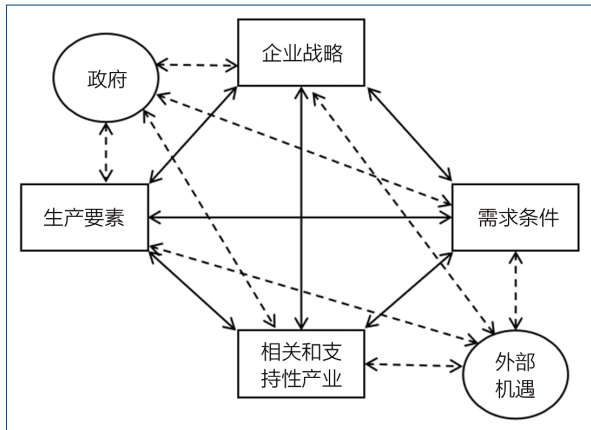 企业战略
政府
生产要素
需求条件
相关和支
持性产业
外部
机遇